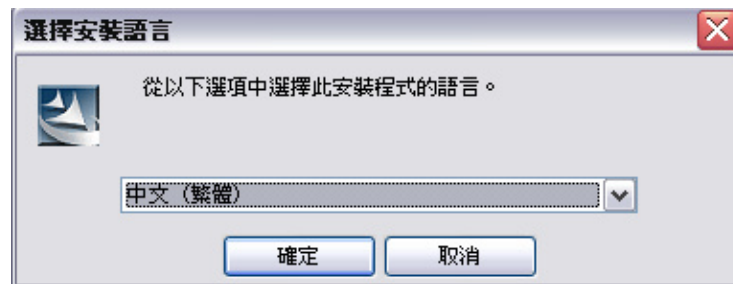 選擇安裝語言
從以下選項中選擇此安裝程式的語言。
中文（繁體）
確定
取消